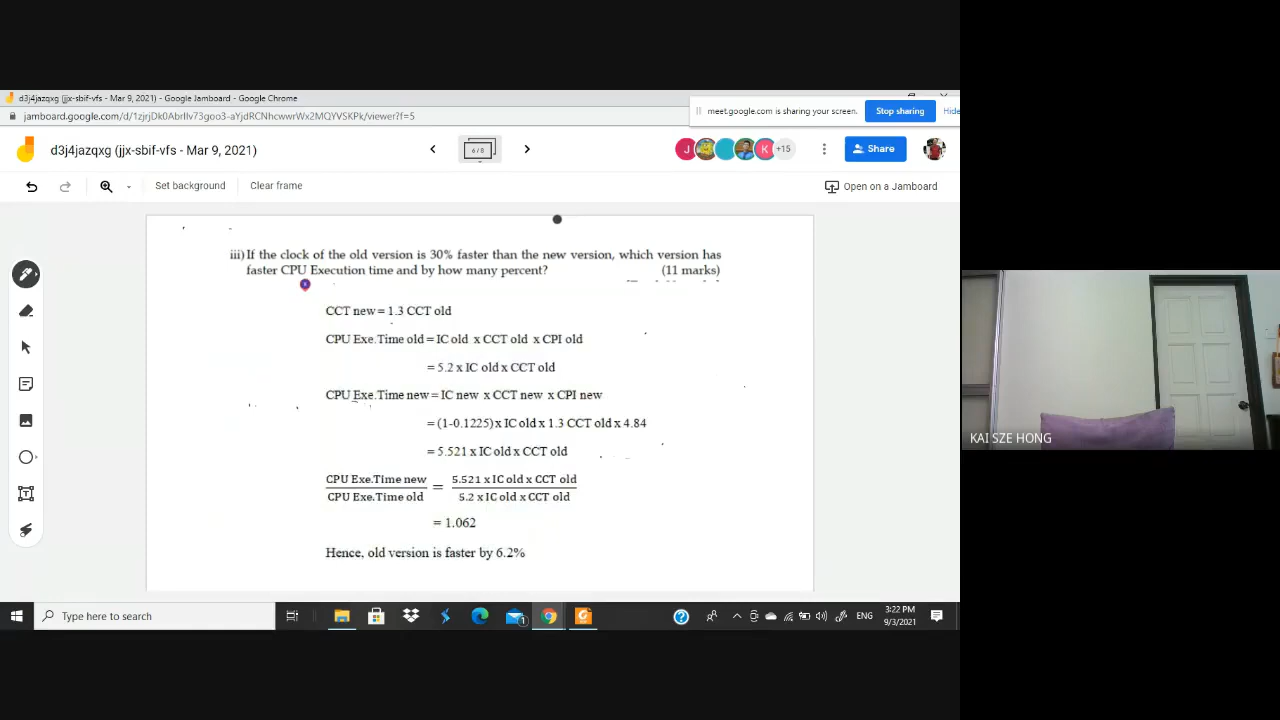 d3j4jazqxg (jjx-sbif-vfs - Mar 9, 2021) - Google Jamboard - Google Chrome
meet.google.com is sharing your screen.
Stop sharing
Hide
d3j4jazqxg (jjx-sbif-vfs - Mar 9, 2021)
6/8
J
K
+15
Share
Set background
Clear frame
Open on a Jamboard
iii) If the clock of the old version is 30% faster than the new version, which version has
faster CPU Execution time and by how many percent? (11 marks)
CCT new = 1.3 CCT old
CPU Exe.Time old = IC old x CCT old x CPI old
= 5.2 x IC old x CCT old
CPU Exe.Time new = IC new x CCT new x CPI new
= (1-0.1225) x IC old x 1.3 CCT old x 4.84
= 5.521 x IC old x CCT old
CPU Exe.Time new = 5.521 x IC old x CCT old
CPU Exe.Time old 5.2 x IC old x CCT old
= 1.062
Hence, old version is faster by 6.2%
KAI SZE HONG
Type here to search
1
ENG
3:22 PM
9/3/2021